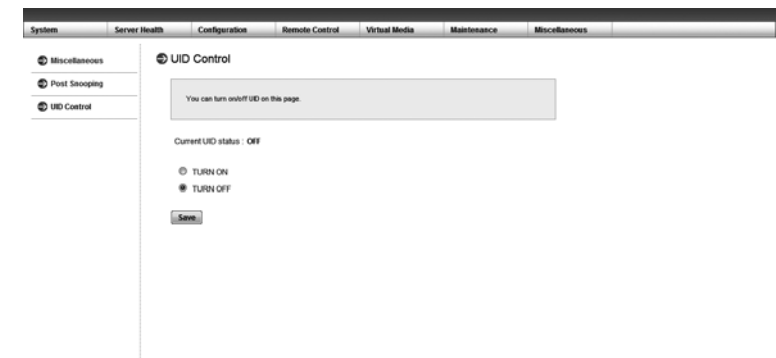 System Server Health Configuration Remote Control Virtual Media Maintenance Miscellaneous
Miscellaneous
Post Snooping
UID Control
UID Control
You can turn on/off UID on this page.
Current UID status : OFF
TURN ON
TURN OFF
Save